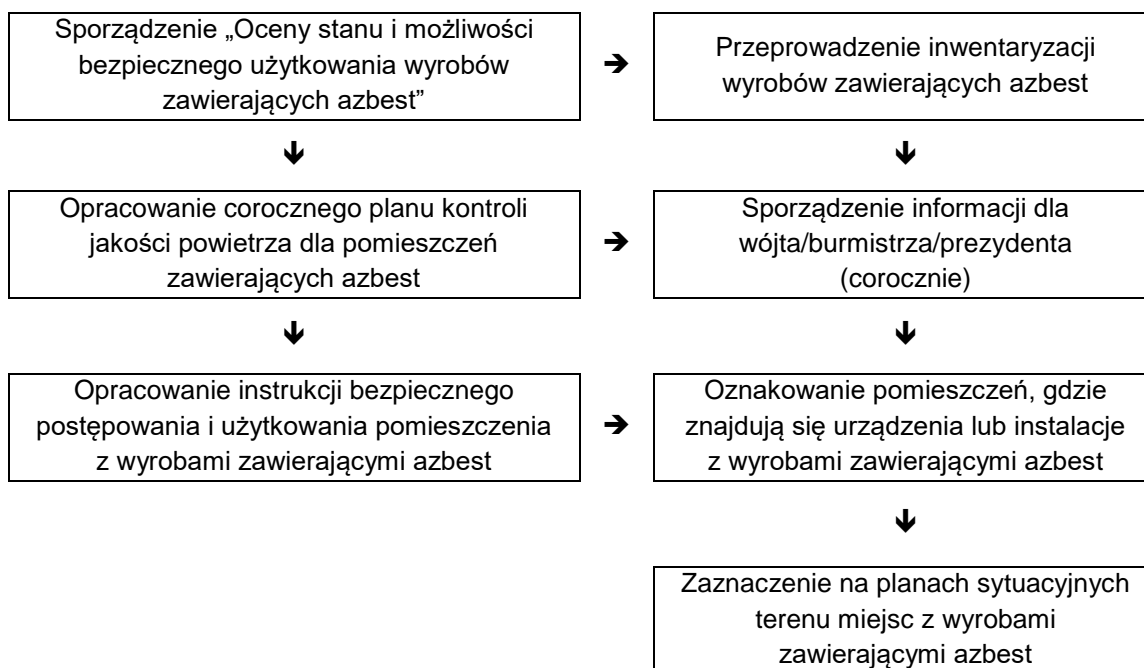 Sporządzenie „Oceny stanu i możliwości
bezpiecznego użytkowania wyrobów
zawierających azbest”
Przeprowadzenie inwentaryzacji
wyrobów zawierających azbest
Opracowanie corocznego planu kontroli
jakości powietrza dla pomieszczeń
zawierających azbest
Sporządzenie informacji dla
wójta/burmistrza/prezydenta
(corocznie)
Opracowanie instrukcji bezpiecznego
postępowania i użytkowania pomieszczenia
z wyrobami zawierającymi azbest
Oznakowanie pomieszczeń, gdzie
znajdują się urządzenia lub instalacje
z wyrobami zawierającymi azbest
Zaznaczenie na planach sytuacyjnych
terenu miejsc z wyrobami
zawierającymi azbest